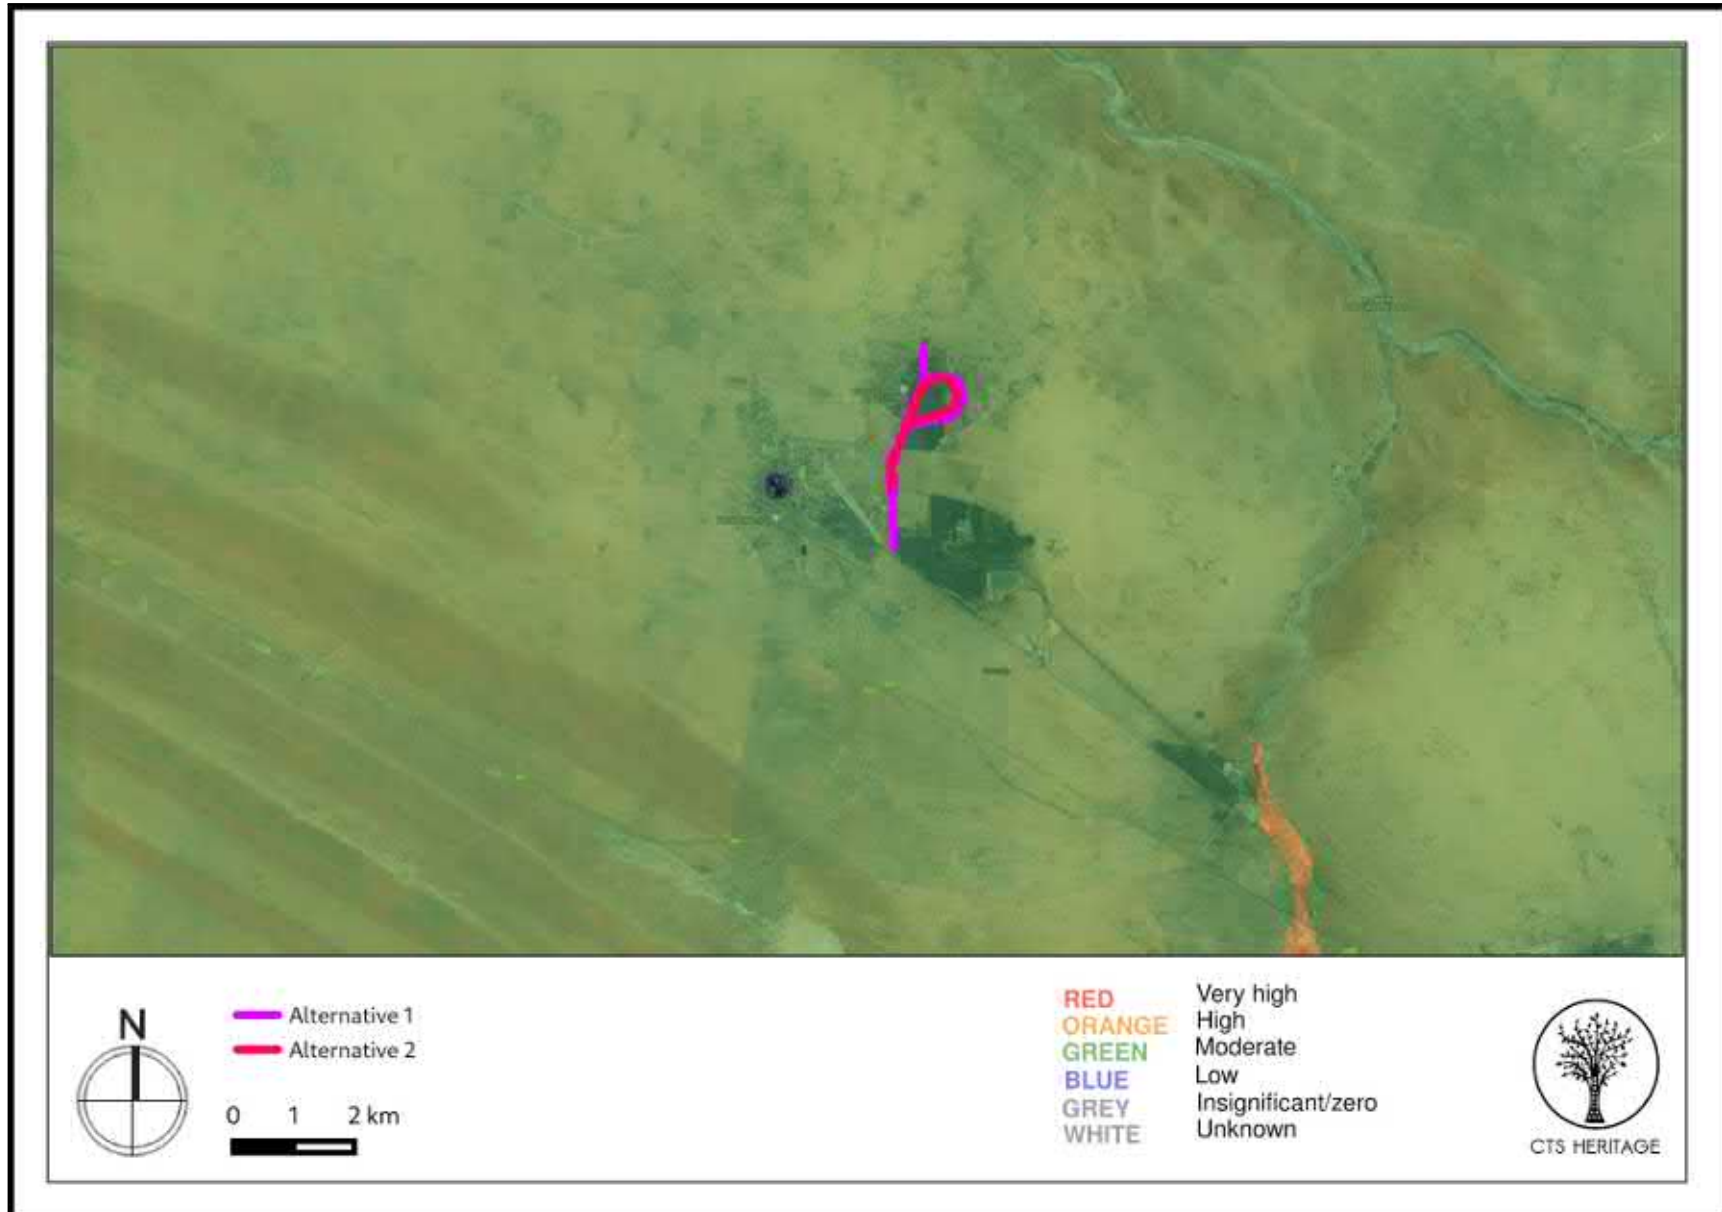 N
Alternative 1
Alternative 2
0 1 2 km
RED Very high
ORANGE High
GREEN Moderate
BLUE Low
GREY Insignificant/zero
WHITE Unknown
CTS HERITAGE